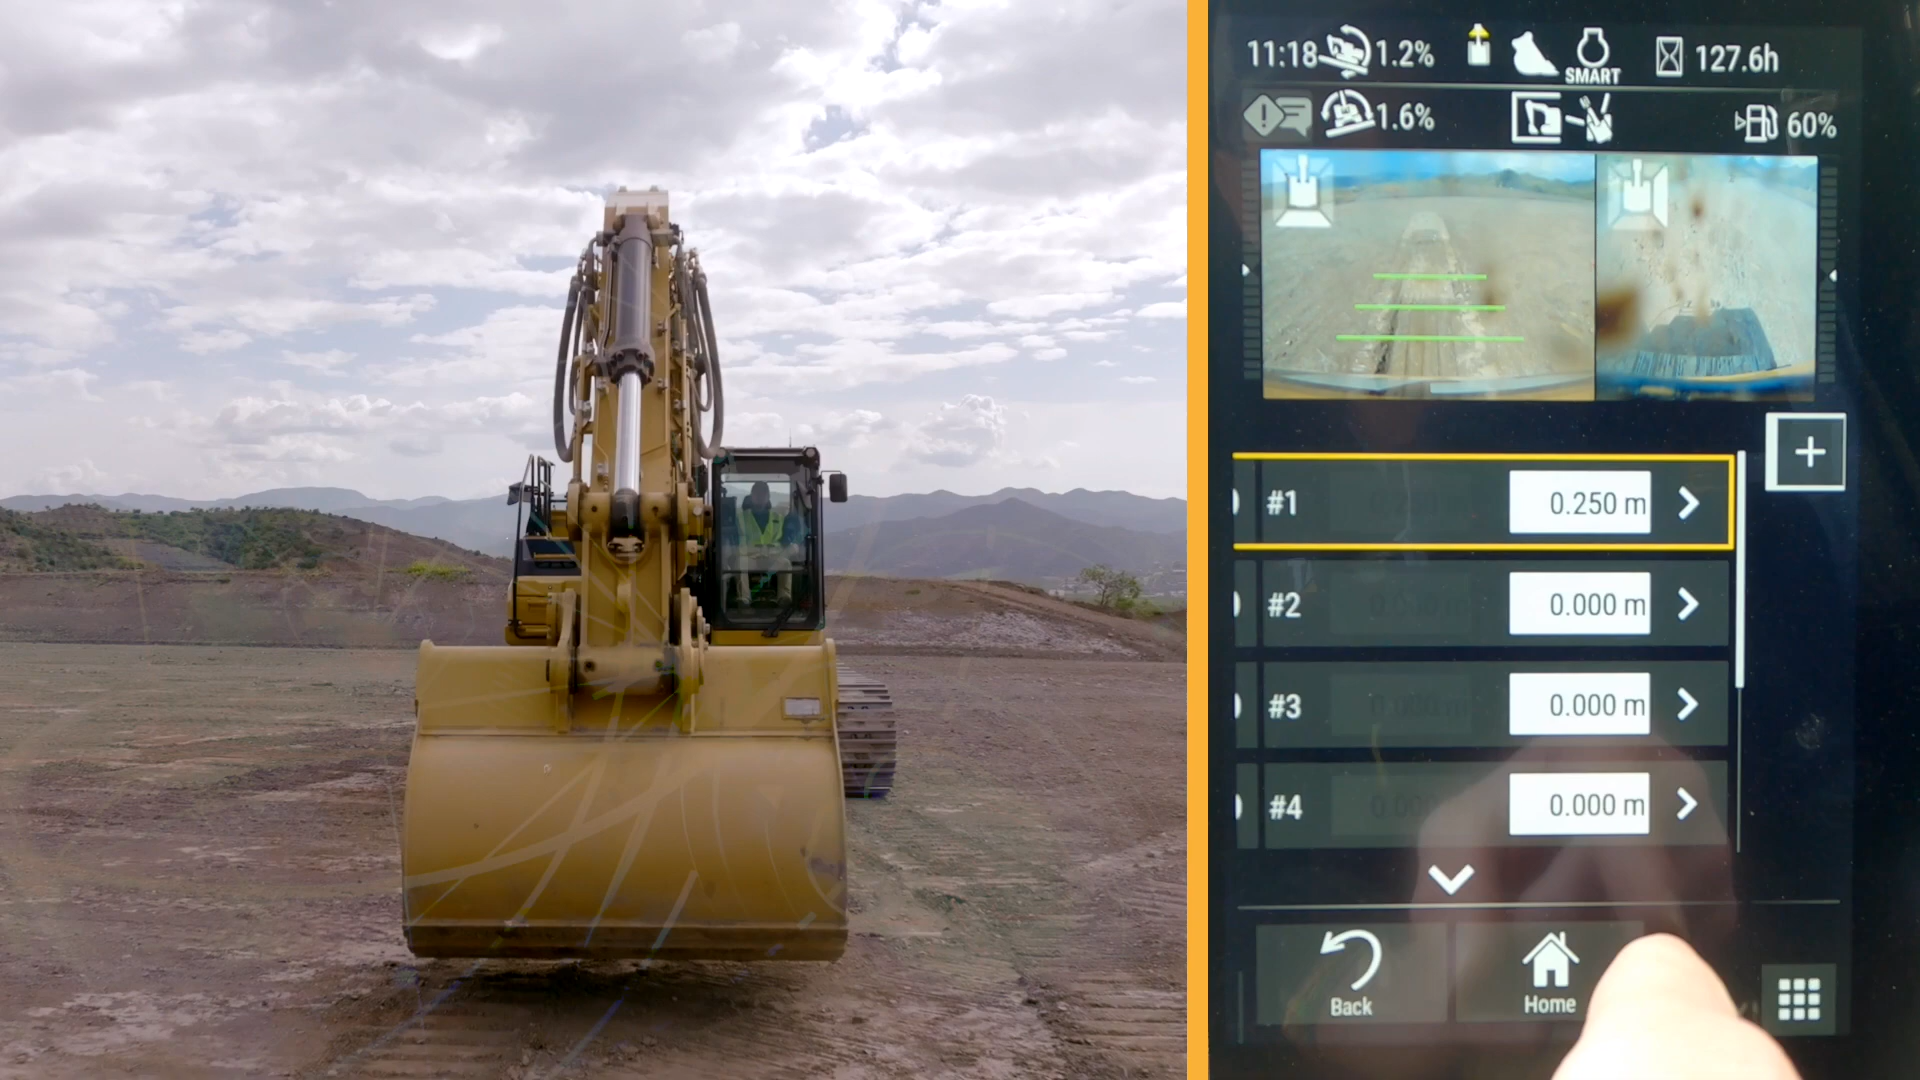 11:18 1.2% SMART 127.6h
1.6% 60%
#1 0.250 m
#2 0.000 m
#3 0.000 m
#4 0.000 m
Back Home